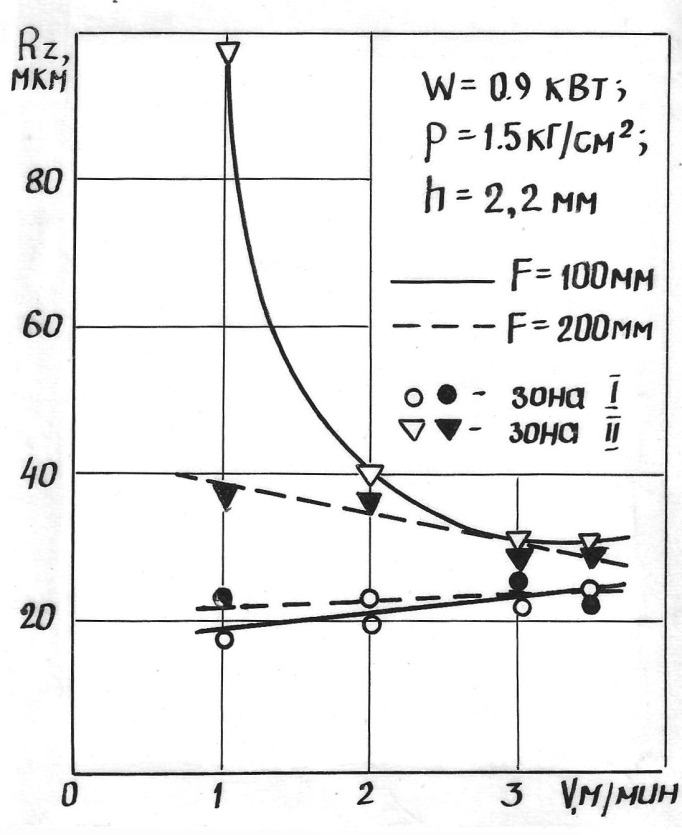 Rz,
мкм
W = 0.9 кВт;
p = 1.5 кГ/см²;
h = 2,2 мм
80
F = 100мм
60
F = 200мм
- зона I
- зона II
40
20
0 1 2 3 V,м/мин